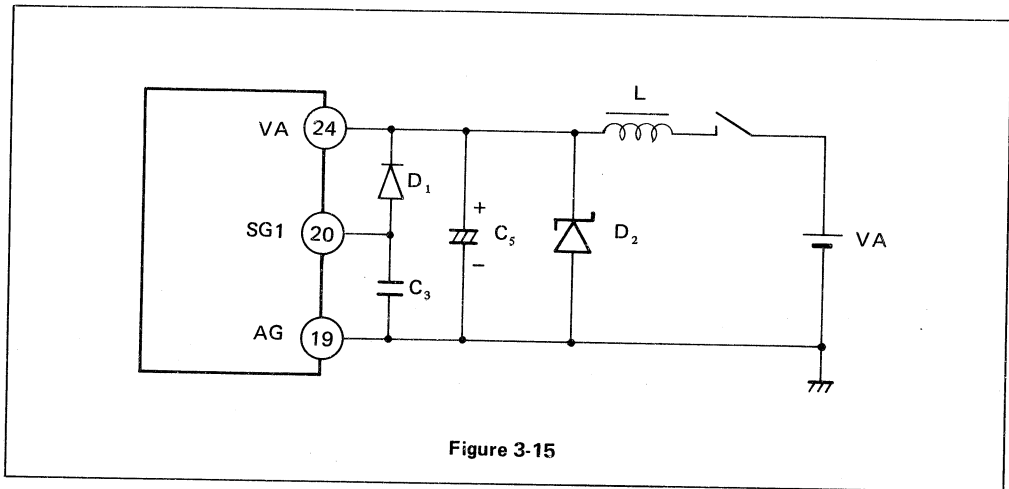 L
VA 24
D₁
SG1 20
+
C₅
D₂
VA
−
C₃
AG 19
Figure 3-15